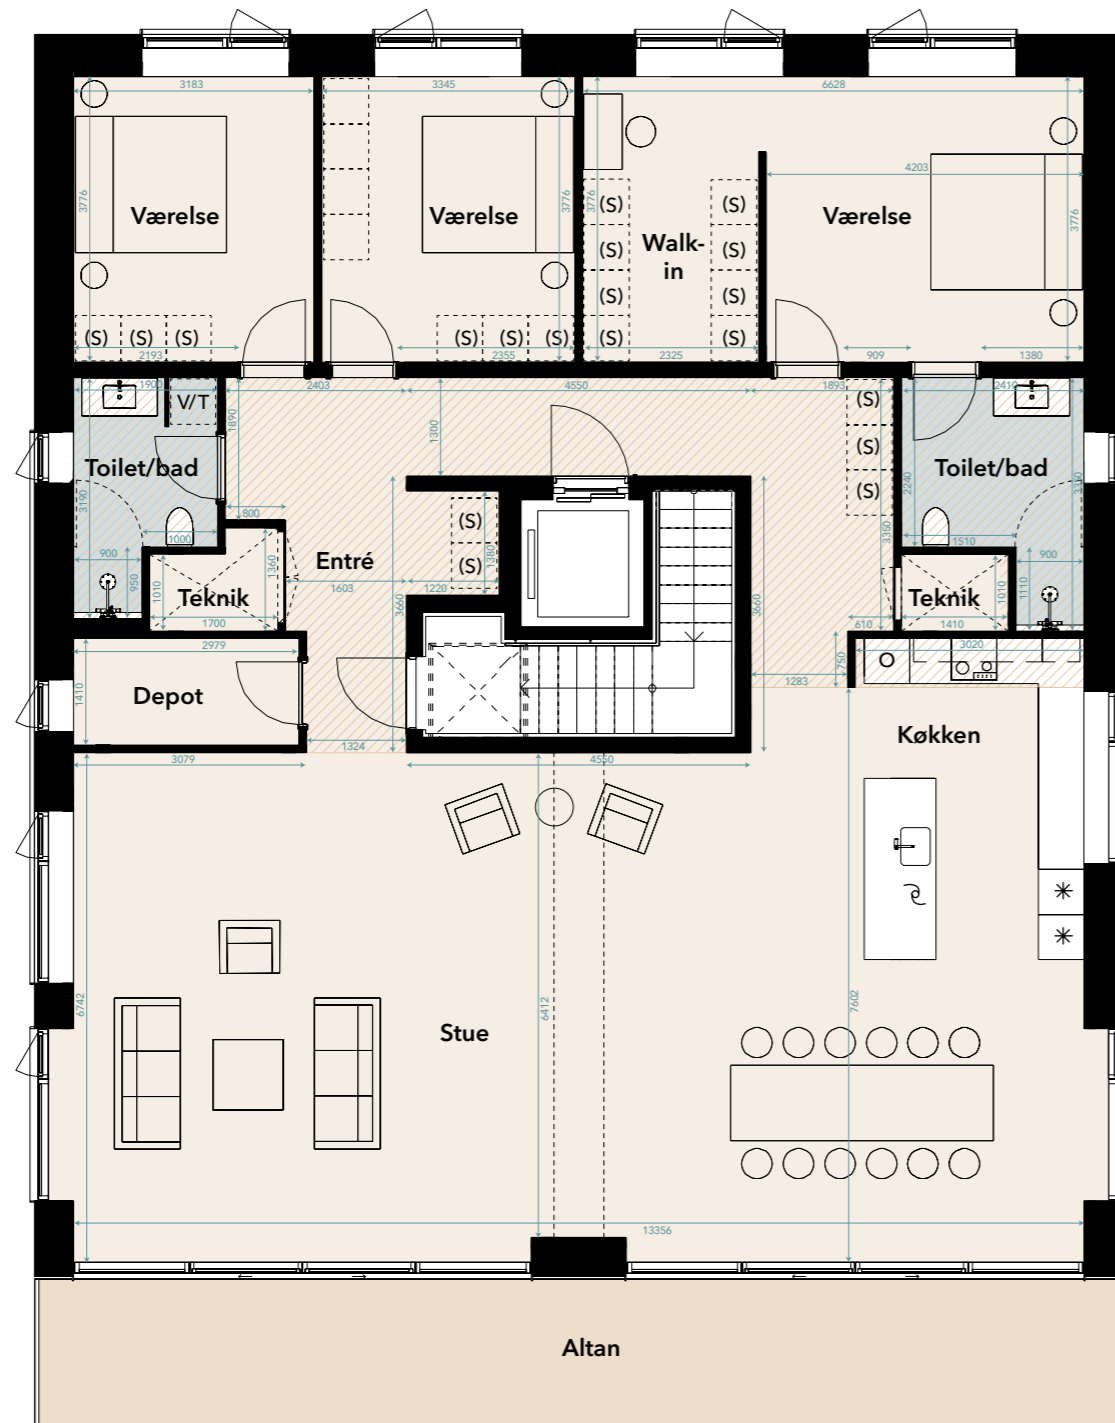 3183
3345
6628
4203
3776
Værelse
Værelse
3776
3776
Værelse
3776
Walk-
in
(S)
(S)
(S)
(S)
(S)
(S)
(S)
(S)
(S) (S) (S)
(S) (S) (S)
2193
2355
2325
909
1380
1900
2403
4550
1893
2410
V/T
1890
1300
(S)
(S)
(S)
Toilet/bad
Toilet/bad
3190
2240
3350
3350
800
1000
1510
(S)
(S)
1380
Entré
1360
900
950
1010
Teknik
1603
1220
1700
3660
3660
Teknik
1010
900
1110
610
1410
2979
750
3020
1410
Depot
1283
Køkken
1324
3079
4550
6742
6412
7602
Stue
13356
Altan